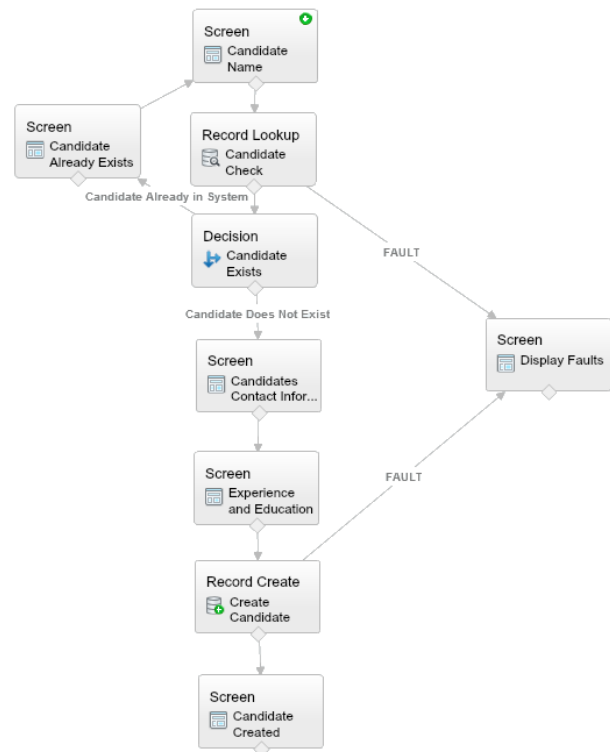 Screen
Candidate
Name
Screen
Candidate
Already Exists
Record Lookup
Candidate
Check
Candidate Already in System
Decision
Candidate
Exists
FAULT
Candidate Does Not Exist
Screen
Candidates
Contact Infor...
Screen
Display Faults
Screen
Experience
and Education
FAULT
Record Create
Create
Candidate
Screen
Candidate
Created